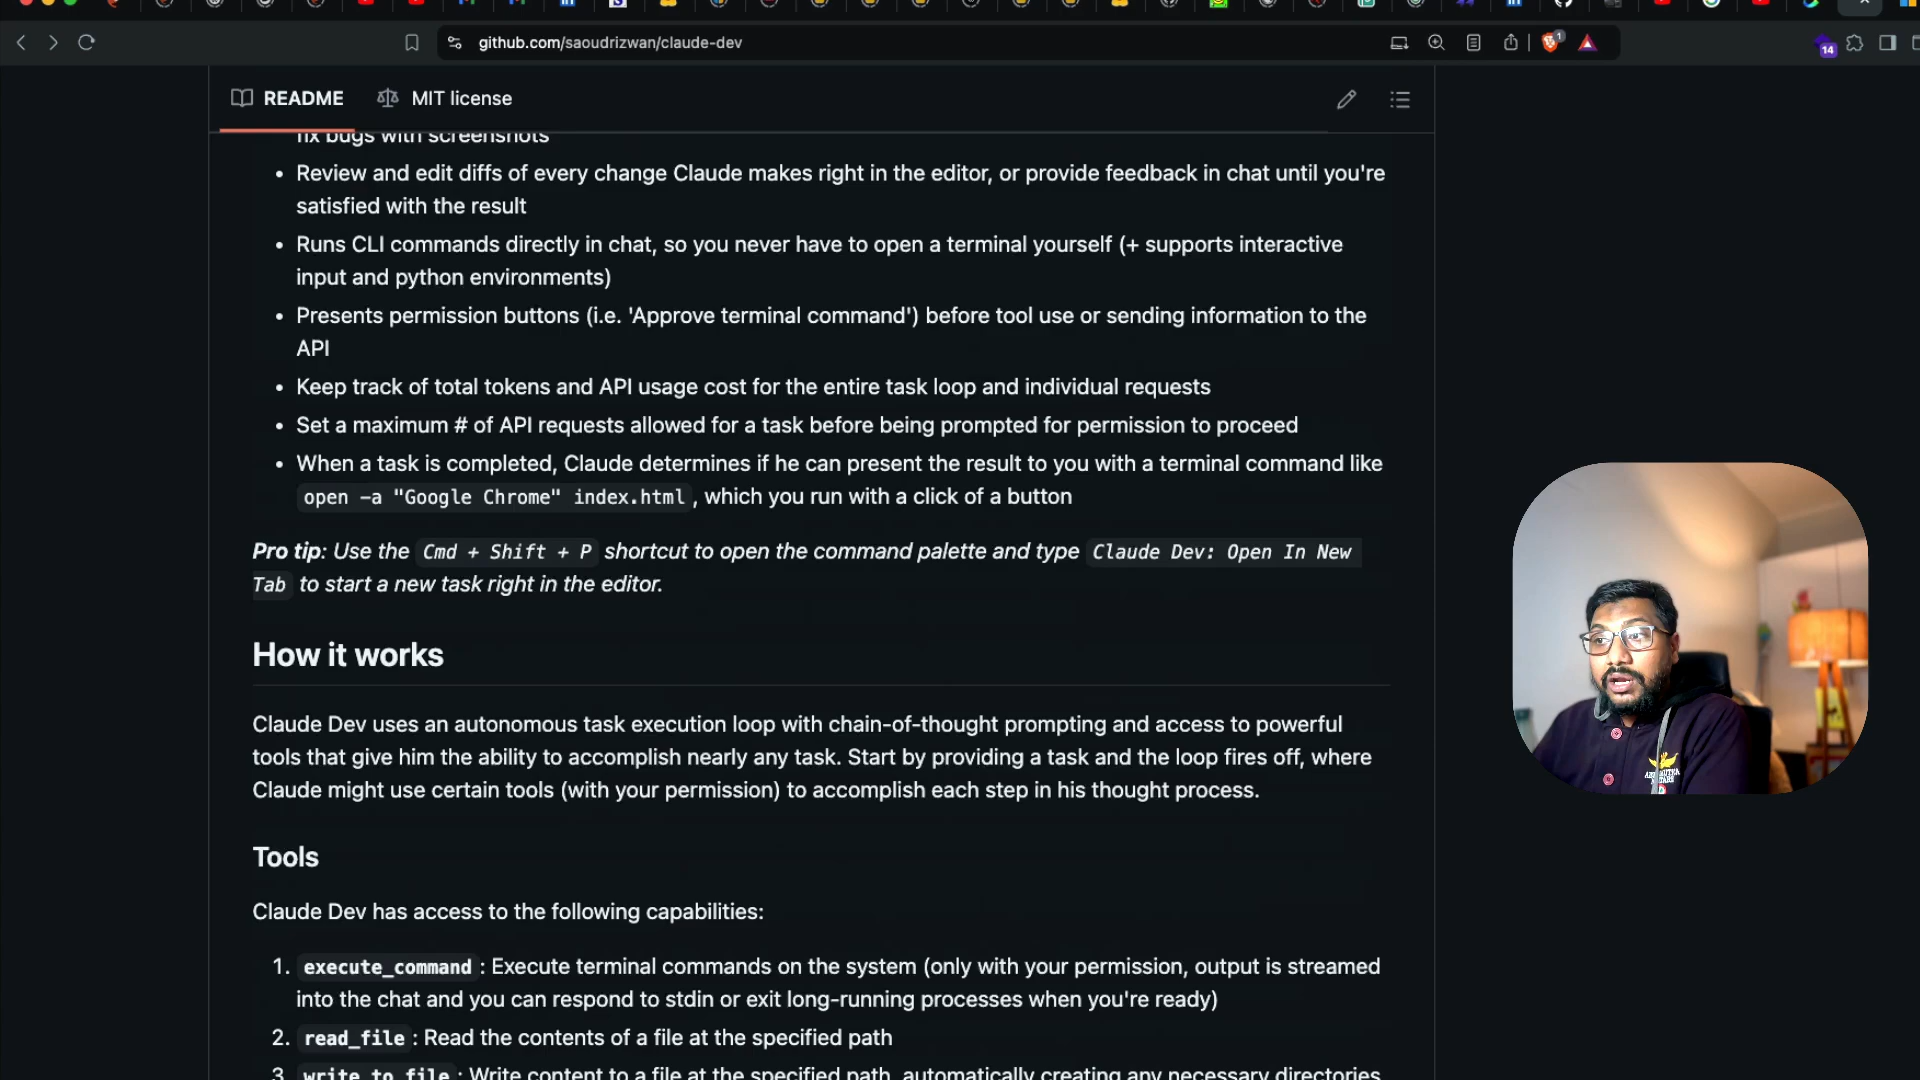 github.com/saoudrizwan/claude-dev
1
14
README
MIT license
fix bugs with screenshots
• Review and edit diffs of every change Claude makes right in the editor, or provide feedback in chat until you're
satisfied with the result
• Runs CLI commands directly in chat, so you never have to open a terminal yourself (+ supports interactive
input and python environments)
• Presents permission buttons (i.e. 'Approve terminal command') before tool use or sending information to the
API
• Keep track of total tokens and API usage cost for the entire task loop and individual requests
• Set a maximum # of API requests allowed for a task before being prompted for permission to proceed
• When a task is completed, Claude determines if he can present the result to you with a terminal command like
open -a "Google Chrome" index.html , which you run with a click of a button
Pro tip: Use the Cmd + Shift + P shortcut to open the command palette and type Claude Dev: Open In New
Tab to start a new task right in the editor.
How it works
Claude Dev uses an autonomous task execution loop with chain-of-thought prompting and access to powerful
tools that give him the ability to accomplish nearly any task. Start by providing a task and the loop fires off, where
Claude might use certain tools (with your permission) to accomplish each step in his thought process.
Tools
Claude Dev has access to the following capabilities:
1. execute_command : Execute terminal commands on the system (only with your permission, output is streamed
into the chat and you can respond to stdin or exit long-running processes when you're ready)
2. read_file : Read the contents of a file at the specified path
3. write_to_file : Write content to a file at the specified path, automatically creating any necessary directories